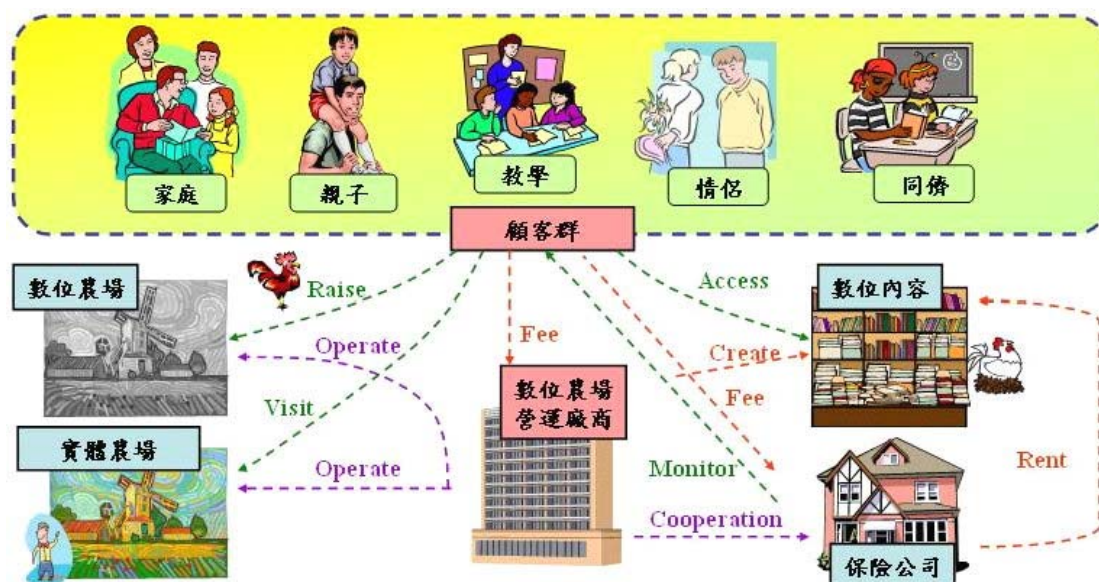 家庭
親子
教學
情侶
同儕
顧客群
數位農場
Raise
Access
數位內容
Operate
Fee
Create
數位農場
營運廠商
Fee
Visit
實體農場
Operate
Monitor
Rent
Cooperation
保險公司